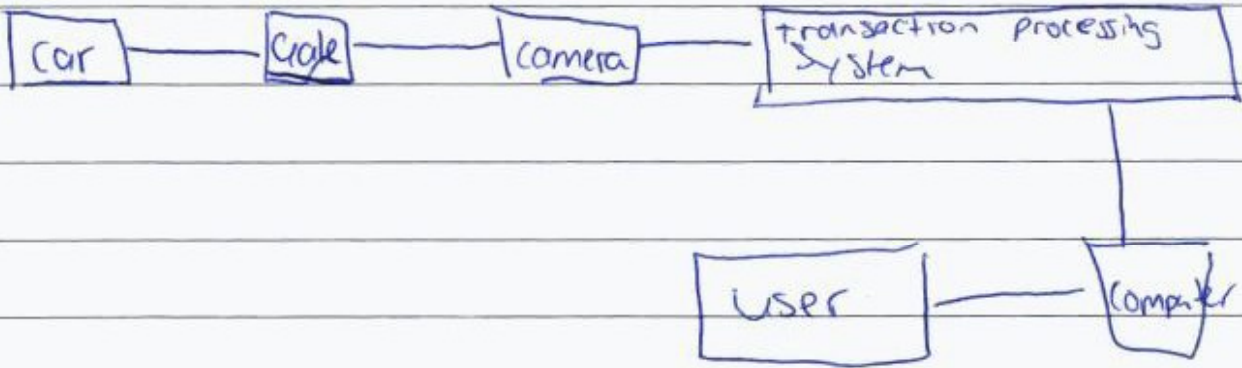 car Gate camera transaction processing
System
user computer